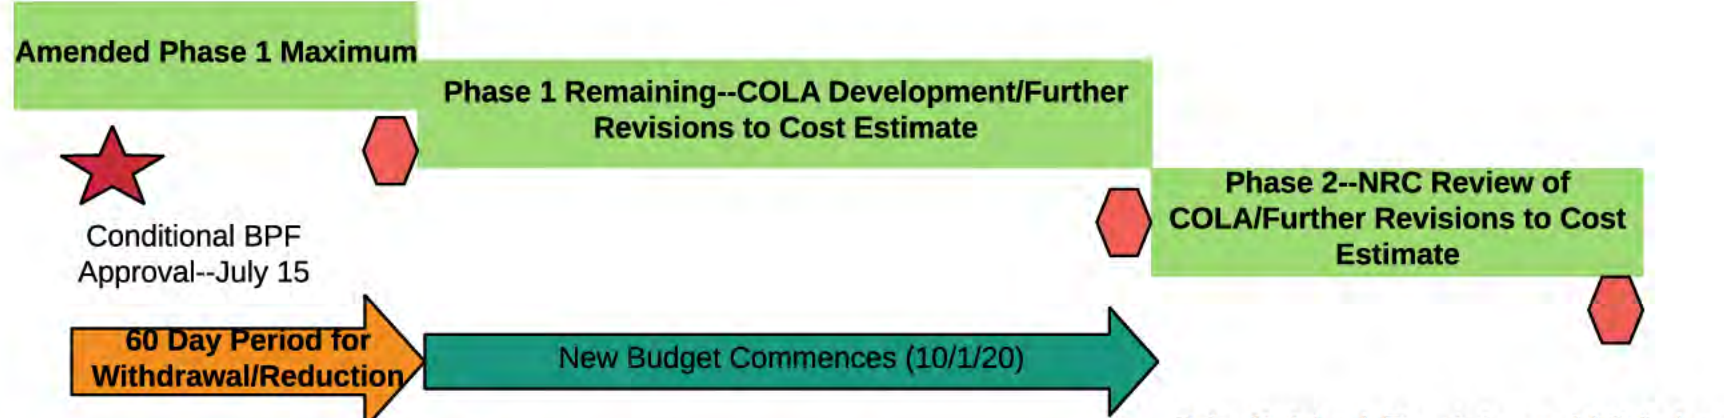 Amended Phase 1 Maximum
Phase 1 Remaining--COLA Development/Further
Revisions to Cost Estimate
Phase 2--NRC Review of
COLA/Further Revisions to Cost
Estimate
Conditional BPF
Approval--July 15
60 Day Period for
Withdrawal/Reduction
New Budget Commences (10/1/20)